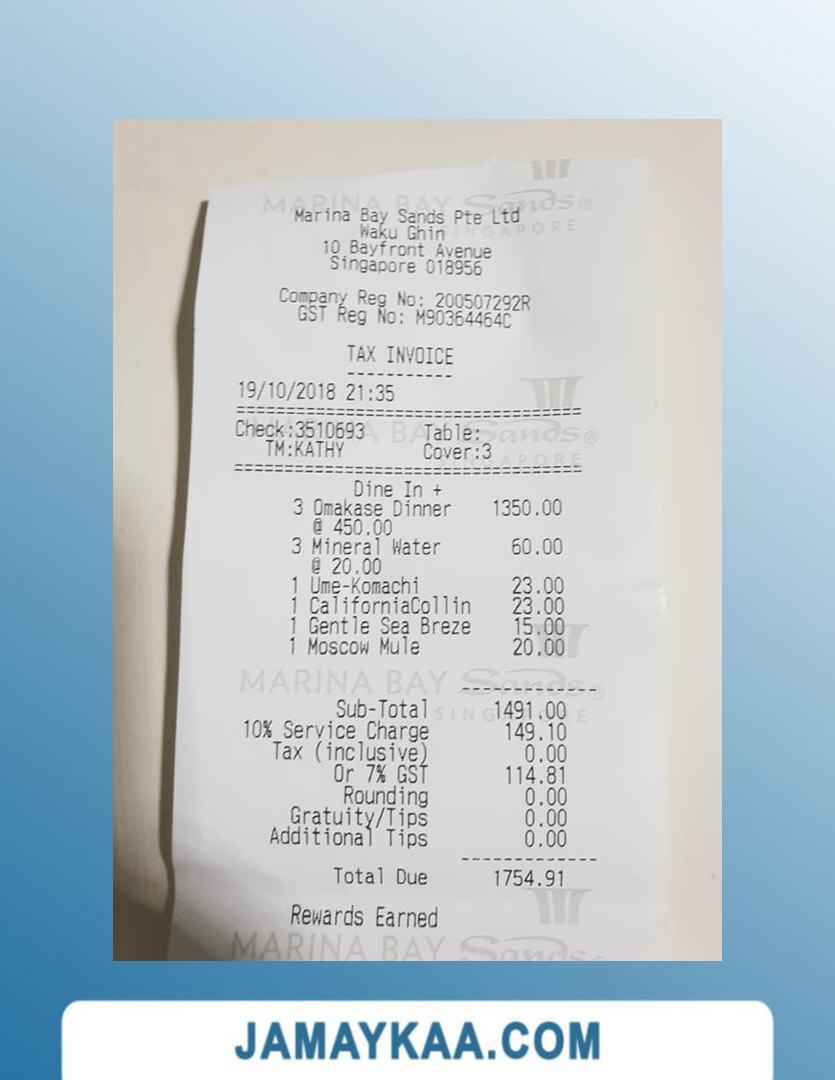 MARINA BAY Sands®
SINGAPORE
Marina Bay Sands Pte Ltd
Waku Ghin
10 Bayfront Avenue
Singapore 018956
Company Reg No: 200507292R
GST Reg No: M90364464C
TAX INVOICE
-----------
19/10/2018 21:35
==================================
MARINA BAY Sands®
SINGAPORE
Check:3510693 Table:
TM:KATHY Cover:3
==================================
Dine In +
3 Omakase Dinner 1350.00
@ 450.00
3 Mineral Water 60.00
@ 20.00
1 Ume-Komachi 23.00
1 CaliforniaCollin 23.00
1 Gentle Sea Breze 15.00
1 Moscow Mule 20.00
MARINA BAY Sands®
SINGAPORE
-------------
Sub-Total 1491.00
10% Service Charge 149.10
Tax (inclusive) 0.00
Or 7% GST 114.81
Rounding 0.00
Gratuity/Tips 0.00
Additional Tips 0.00
-------------
Total Due 1754.91
Rewards Earned
MARINA BAY Sands
JAMAYKAA.COM